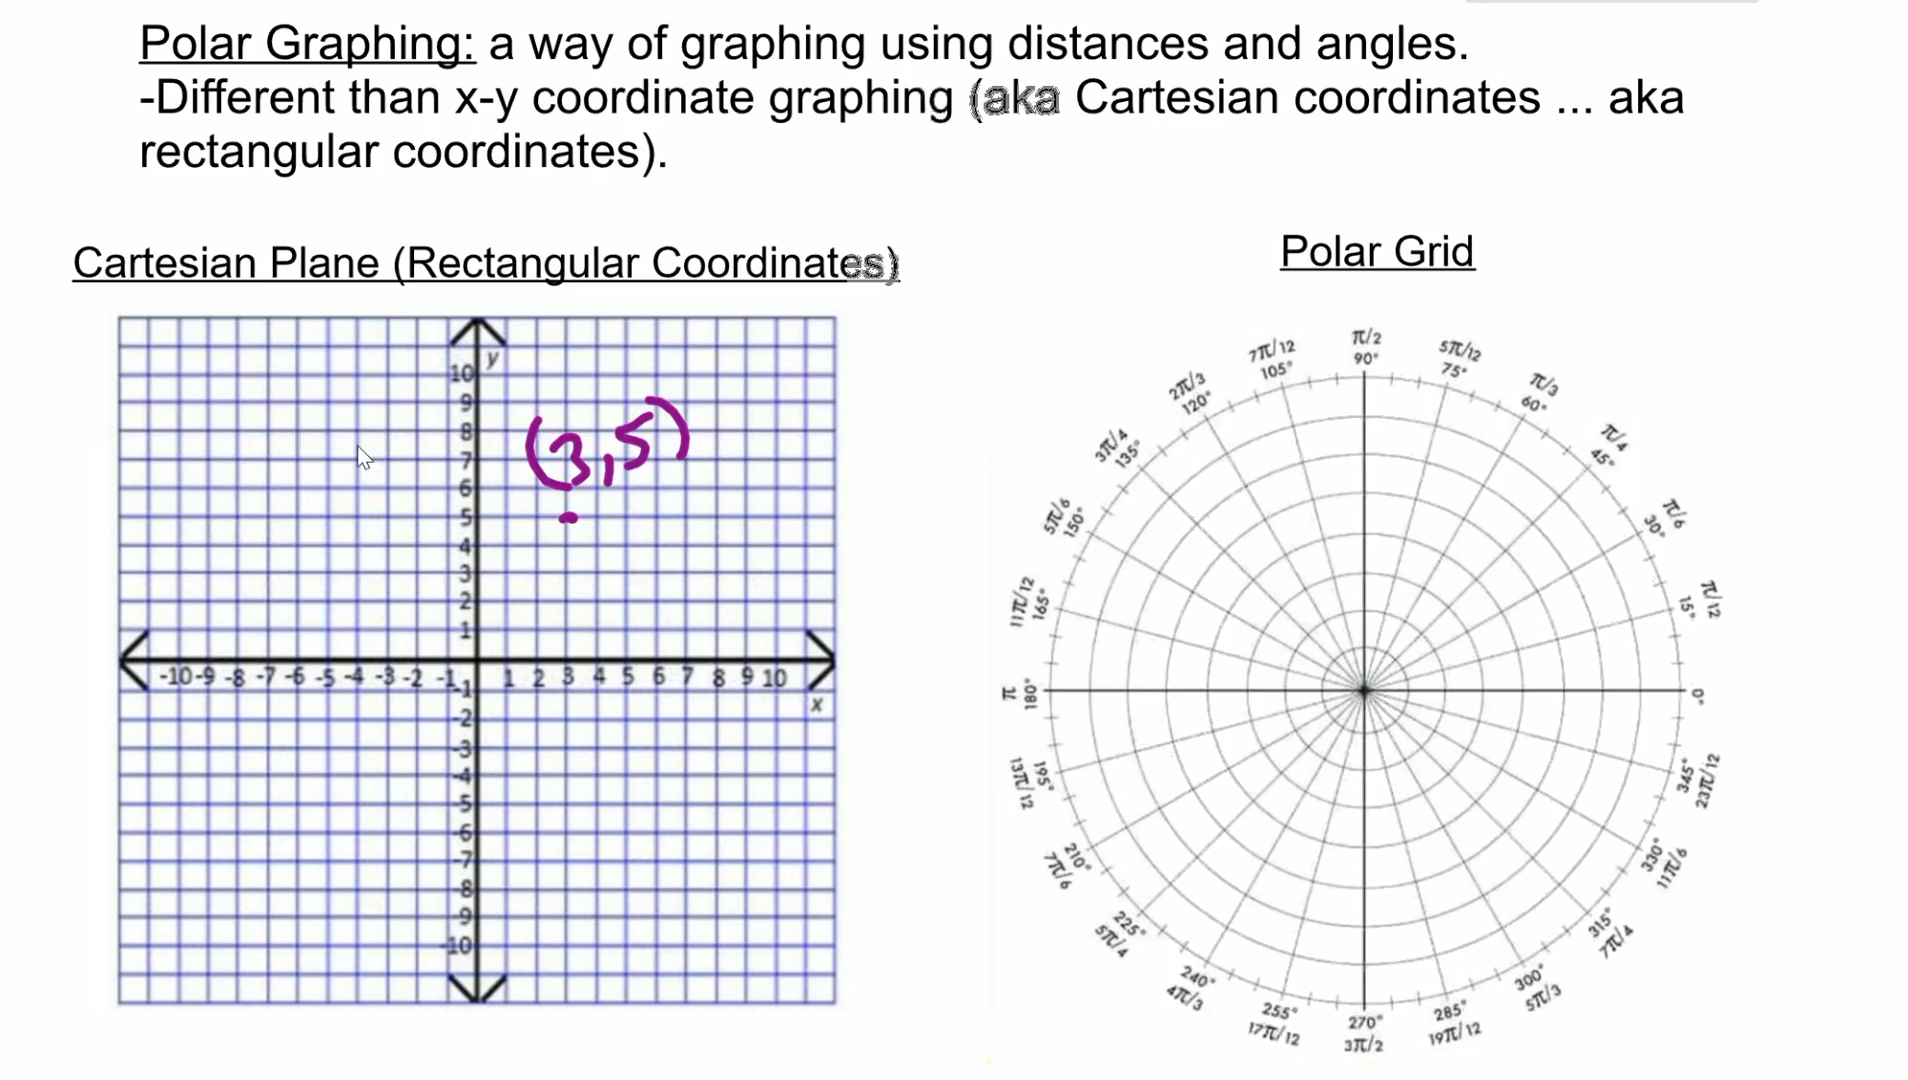 Polar Graphing: a way of graphing using distances and angles.
-Different than x-y coordinate graphing (aka Cartesian coordinates ... aka
rectangular coordinates).
Cartesian Plane (Rectangular Coordinates)
Polar Grid
y
10
9
8
7
6
5
4
3
2
1
(3,5)
-10 -9 -8 -7 -6 -5 -4 -3 -2 -1 1 2 3 4 5 6 7 8 9 10
x
-1
-2
-3
-4
-5
-6
-7
-8
-9
-10
π/2
90°
5π/12
75°
π/3
60°
π/4
45°
π/6
30°
π/12
15°
0°
345°
23π/12
330°
11π/6
315°
7π/4
300°
5π/3
285°
19π/12
270°
3π/2
255°
17π/12
240°
4π/3
225°
5π/4
210°
7π/6
195°
13π/12
π
180°
11π/12
165°
5π/6
150°
3π/4
135°
2π/3
120°
7π/12
105°